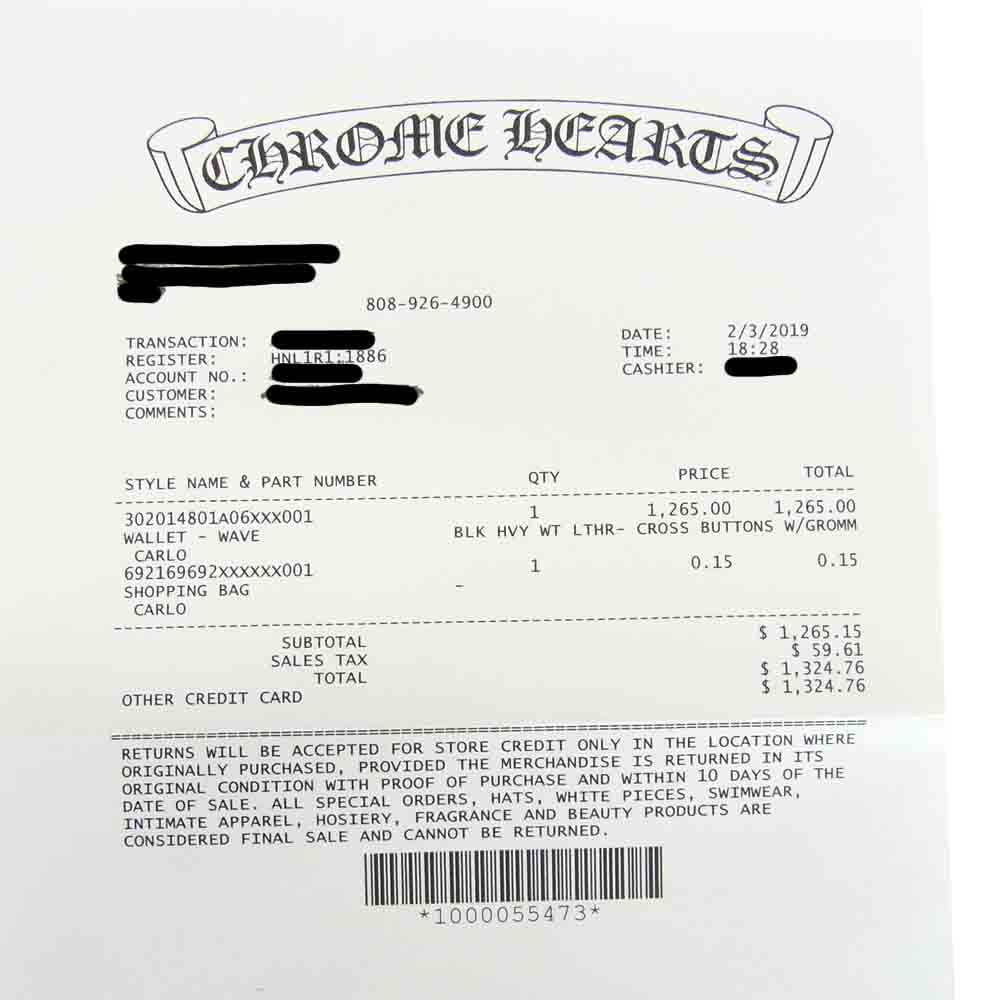 CHROME HEARTS
808-926-4900
TRANSACTION:
REGISTER: HNL1R1:1886
ACCOUNT NO.:
CUSTOMER:
COMMENTS:
DATE: 2/3/2019
TIME: 18:28
CASHIER:
STYLE NAME & PART NUMBER QTY PRICE TOTAL
302014801A06XXX001 1 1,265.00 1,265.00
WALLET - WAVE BLK HVY WT LTHR- CROSS BUTTONS W/GROMM
CARLO
692169692XXXXXX001 1 0.15 0.15
SHOPPING BAG -
CARLO
SUBTOTAL $ 1,265.15
SALES TAX $ 59.61
TOTAL $ 1,324.76
OTHER CREDIT CARD $ 1,324.76
RETURNS WILL BE ACCEPTED FOR STORE CREDIT ONLY IN THE LOCATION WHERE
ORIGINALLY PURCHASED, PROVIDED THE MERCHANDISE IS RETURNED IN ITS
ORIGINAL CONDITION WITH PROOF OF PURCHASE AND WITHIN 10 DAYS OF THE
DATE OF SALE. ALL SPECIAL ORDERS, HATS, WHITE PIECES, SWIMWEAR,
INTIMATE APPAREL, HOSIERY, FRAGRANCE AND BEAUTY PRODUCTS ARE
CONSIDERED FINAL SALE AND CANNOT BE RETURNED.
*1000055473*